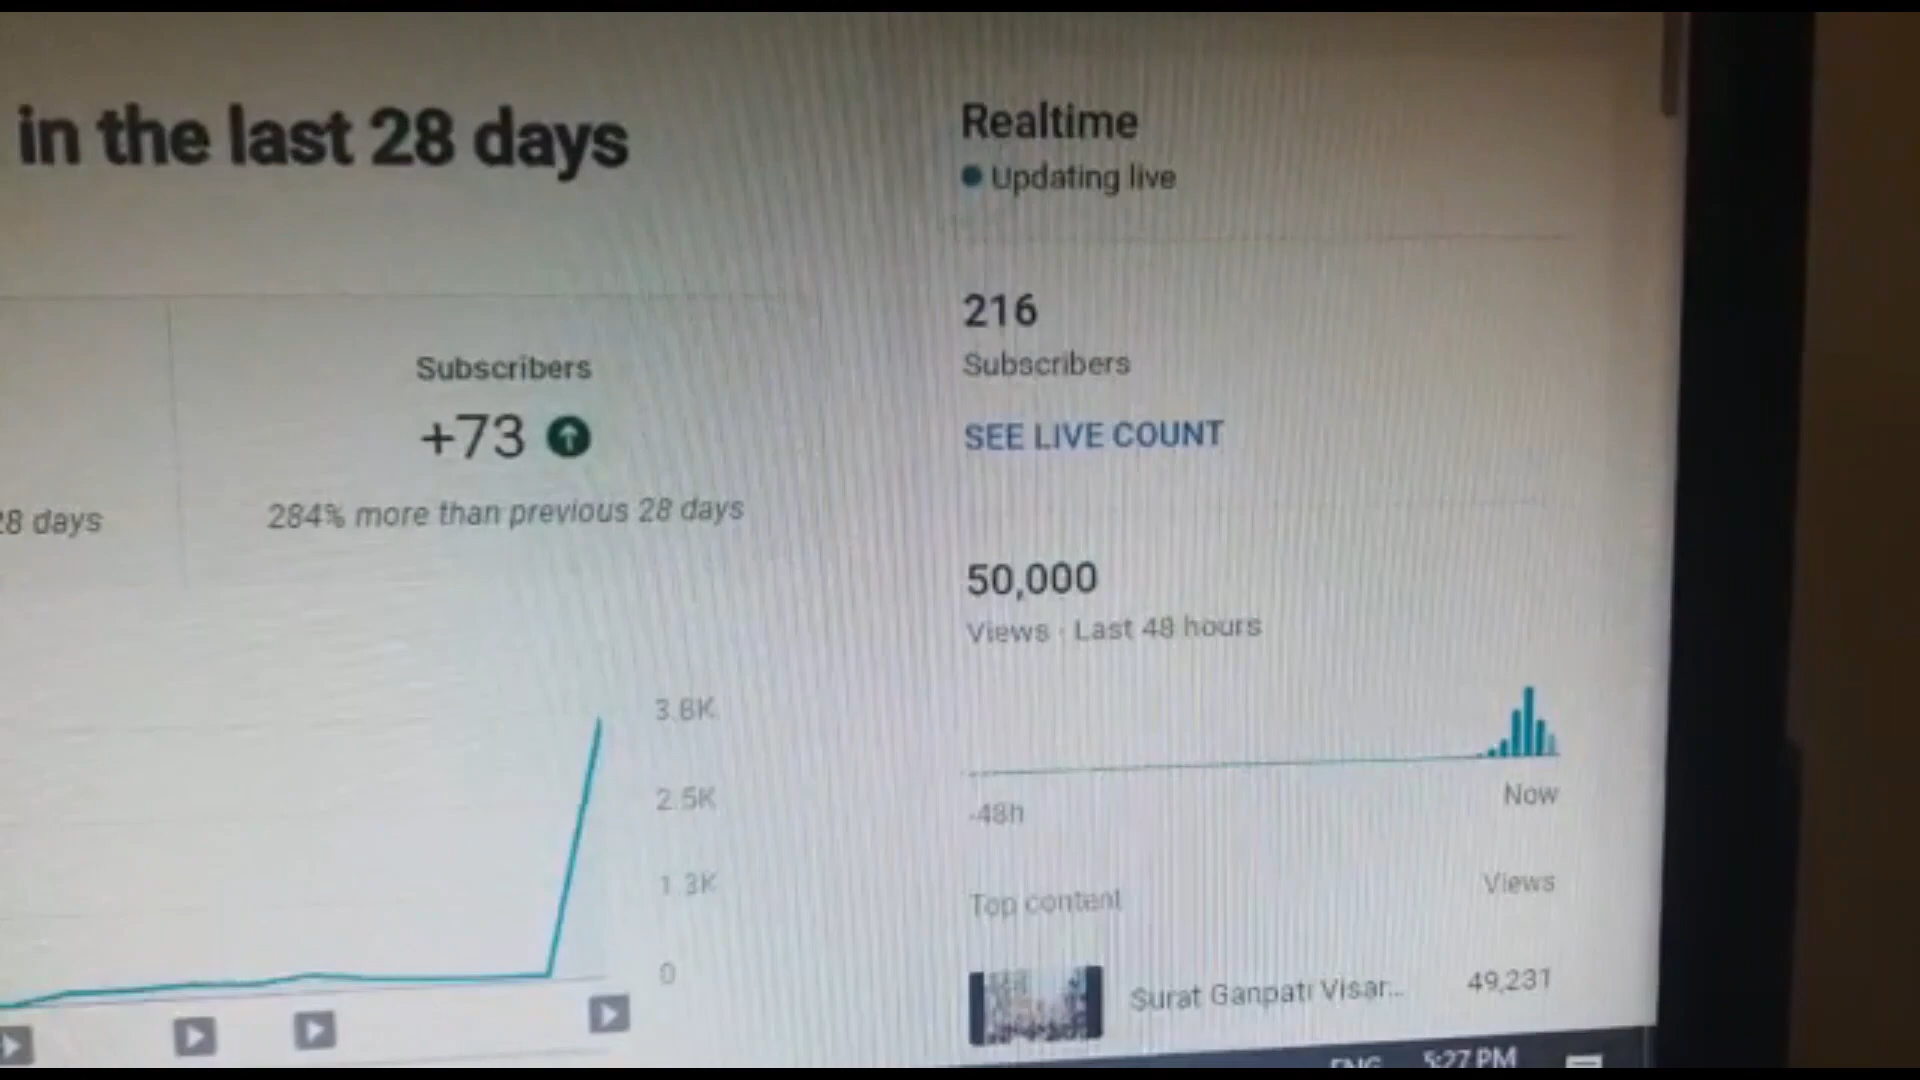 in the last 28 days
Subscribers
+73
28 days
284% more than previous 28 days
3.8K
2.5K
1.3K
0
Realtime
Updating live
216
Subscribers
SEE LIVE COUNT
50,000
Views · Last 48 hours
-48h
Now
Top content
Views
Surat Ganpati Visar...
49,231
ENG
5:27 PM